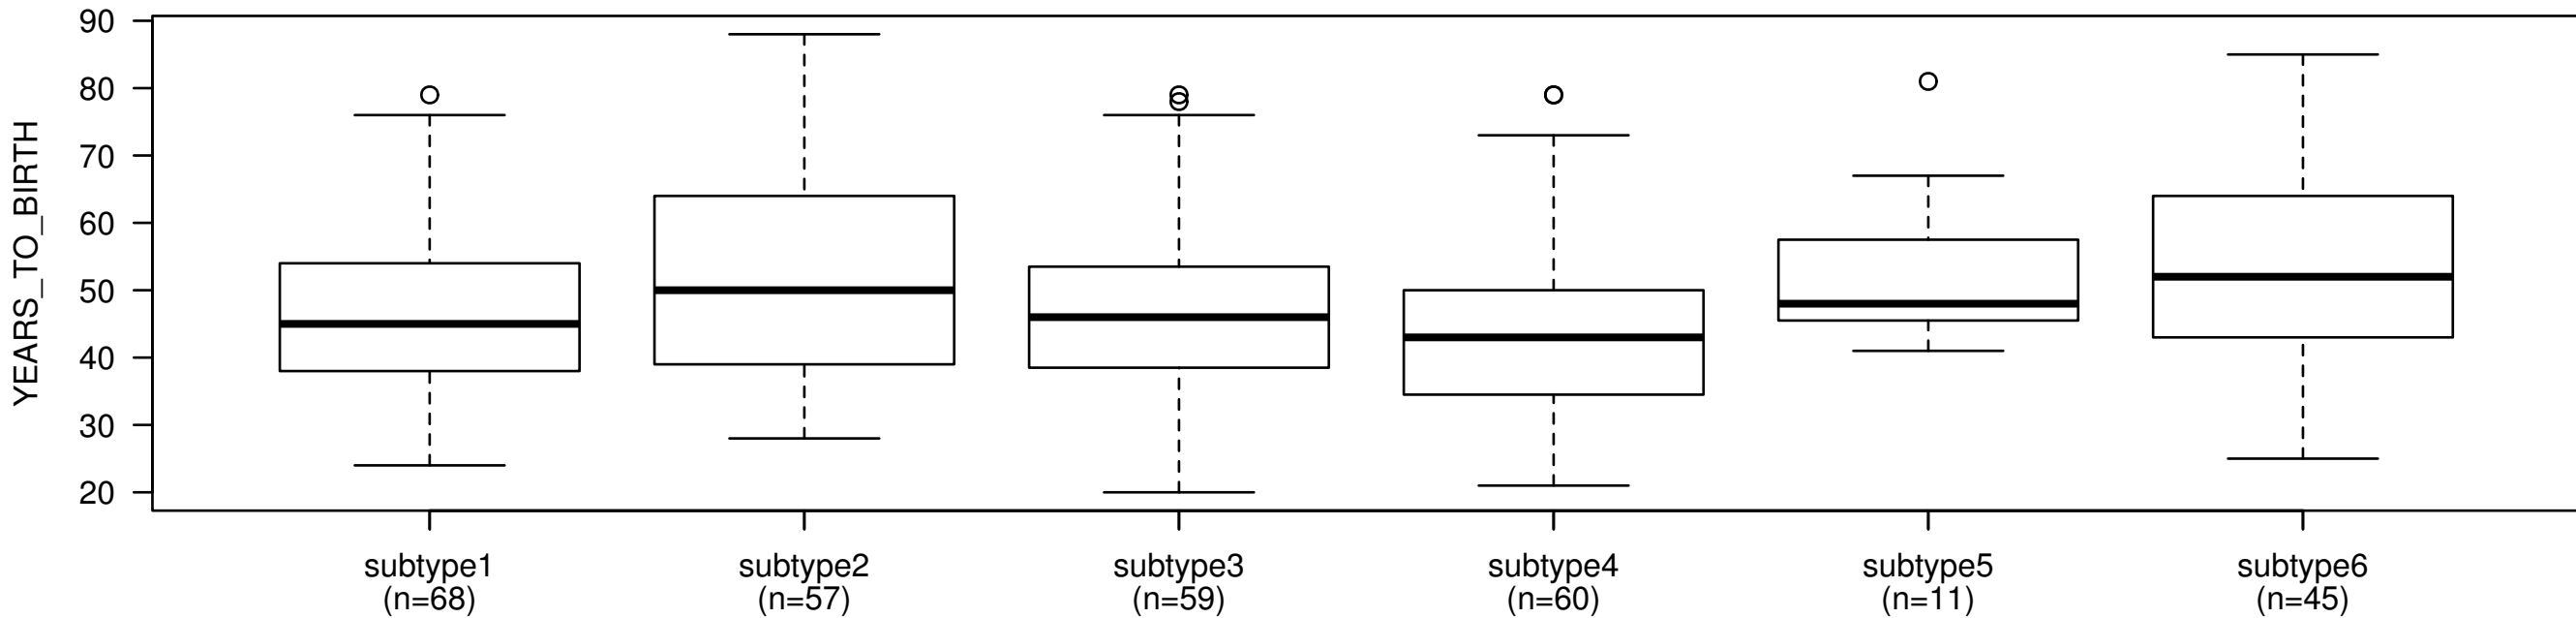 YEARS_TO_BIRTH
90
80
70
60
50
40
30
20
subtype1 subtype2 subtype3 subtype4 subtype5 subtype6
(n=68) (n=57) (n=59) (n=60) (n=11) (n=45)